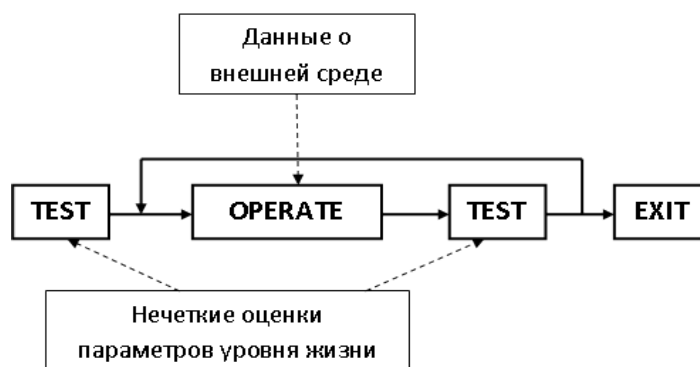 Данные о
внешней среде
TEST
OPERATE
TEST
EXIT
Нечеткие оценки
параметров уровня жизни